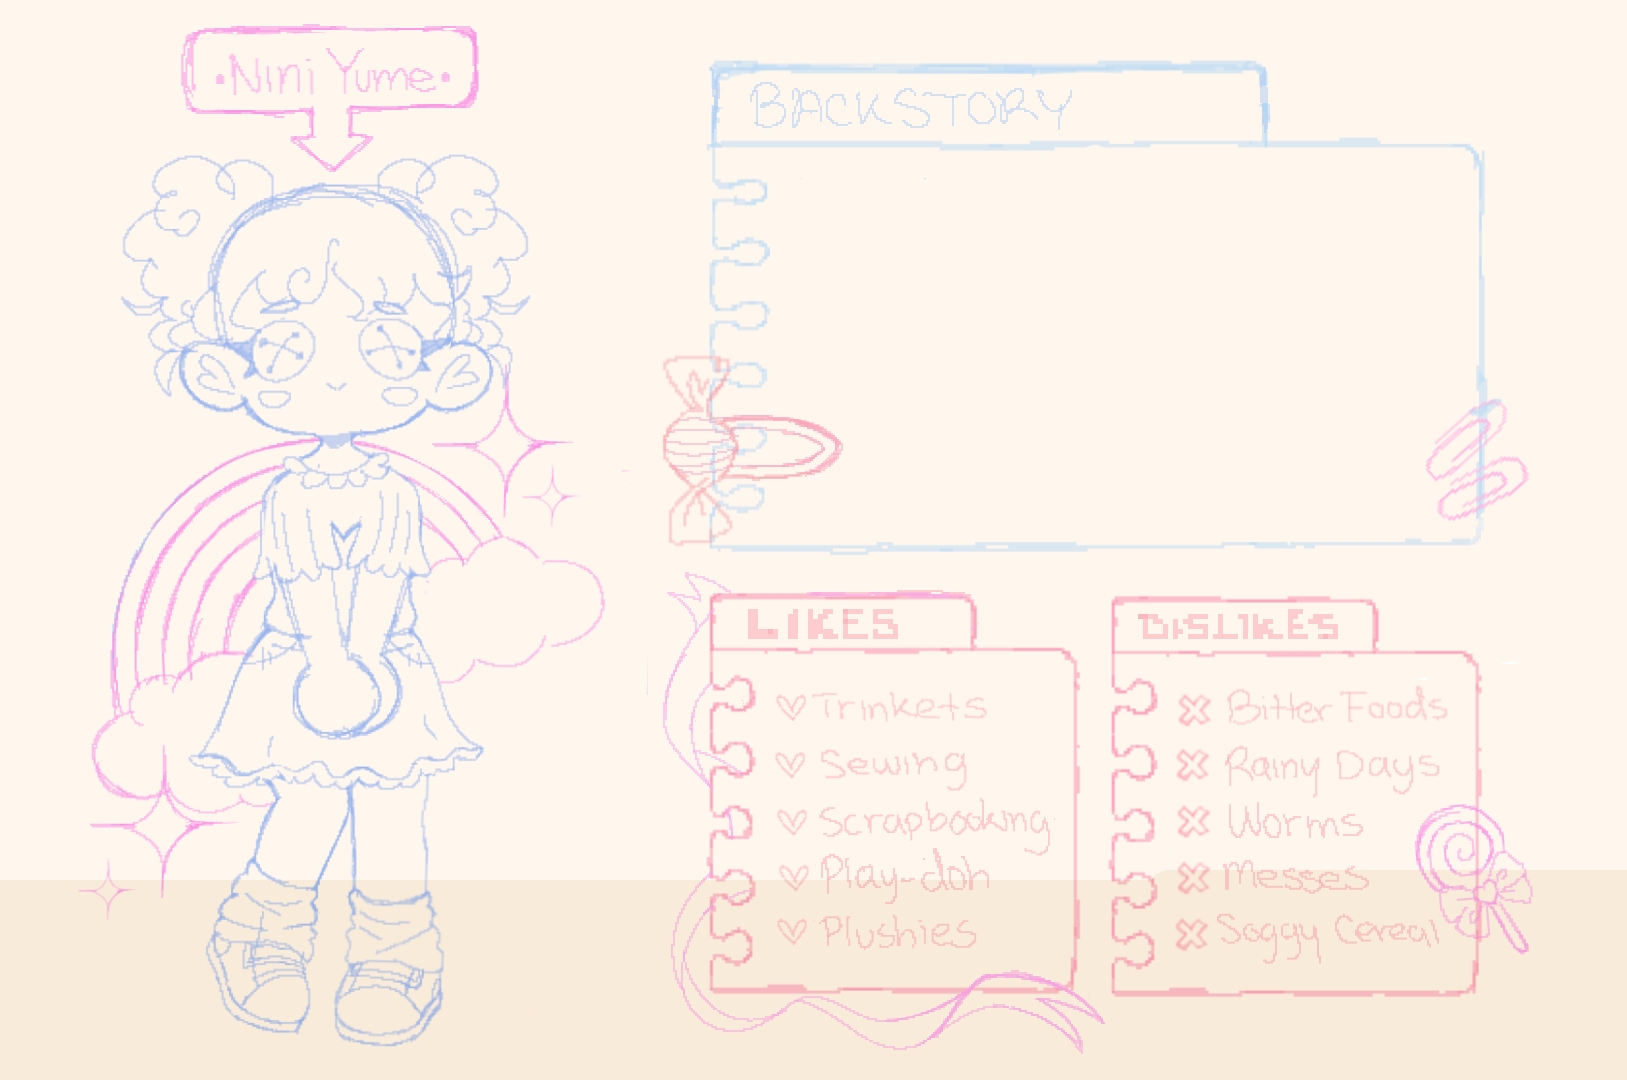 •Nini Yume•
BACKSTORY
LIKES
Trinkets
Sewing
Scrapbooking
Play-doh
Plushies
DISLIKES
Bitter Foods
Rainy Days
Worms
Messes
Soggy Cereal